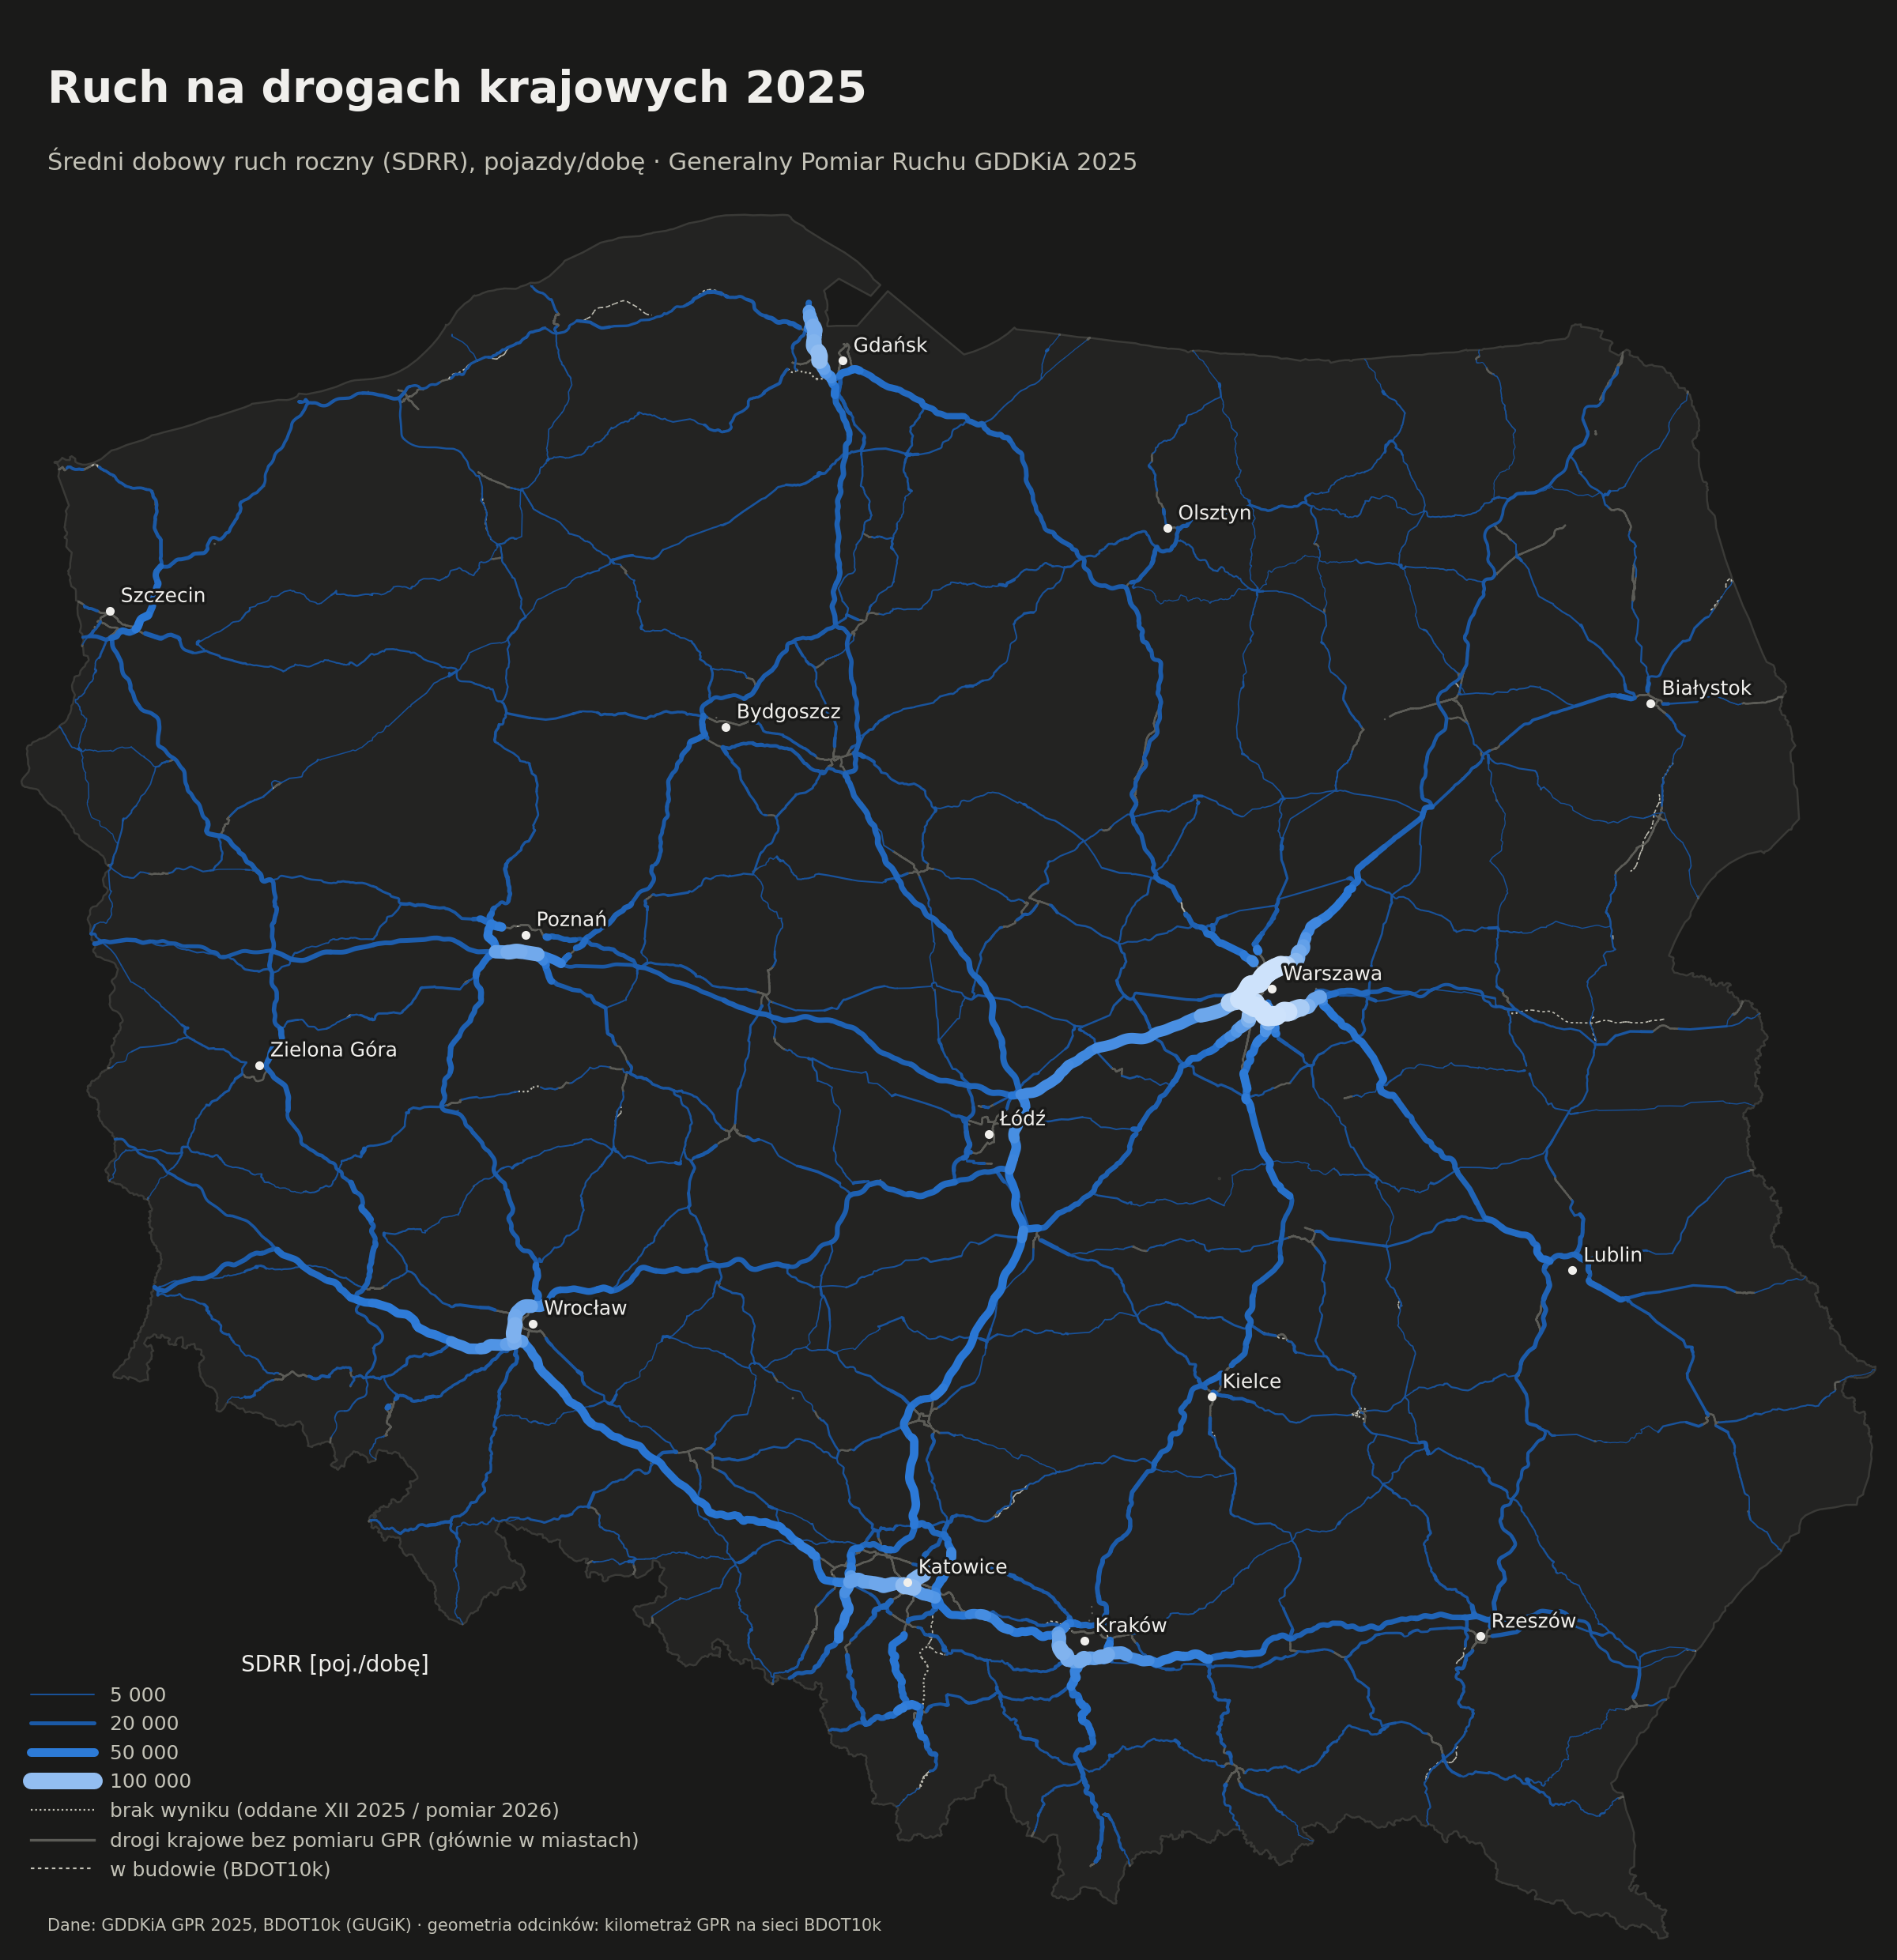 Ruch na drogach krajowych 2025
Średni dobowy ruch roczny (SDRR), pojazdy/dobę · Generalny Pomiar Ruchu GDDKiA 2025
Gdańsk
Olsztyn
Szczecin
Białystok
Bydgoszcz
Poznań
Warszawa
Zielona Góra
Łódź
Lublin
Wrocław
Kielce
Katowice
Kraków
Rzeszów
SDRR [poj./dobę]
5 000
20 000
50 000
100 000
brak wyniku (oddane XII 2025 / pomiar 2026)
drogi krajowe bez pomiaru GPR (głównie w miastach)
w budowie (BDOT10k)
Dane: GDDKiA GPR 2025, BDOT10k (GUGiK) · geometria odcinków: kilometraż GPR na sieci BDOT10k